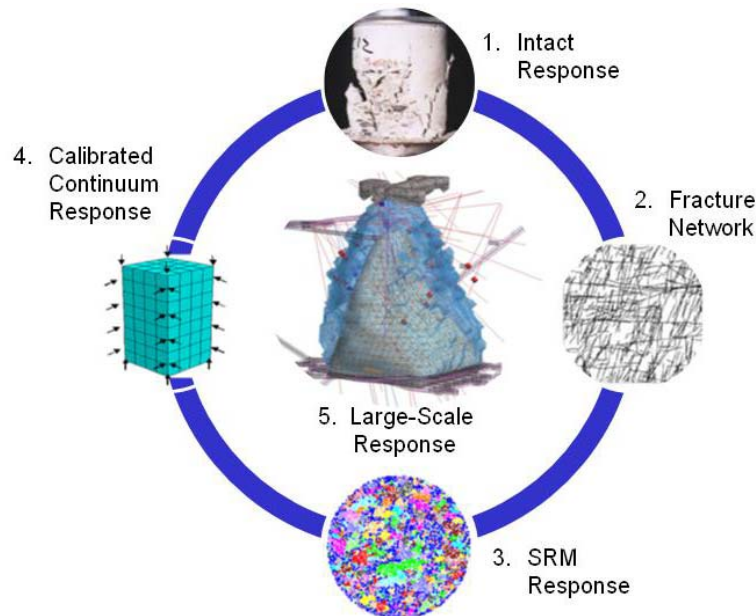 1. Intact
Response
2. Fracture
Network
3. SRM
Response
4. Calibrated
Continuum
Response
5. Large-Scale
Response